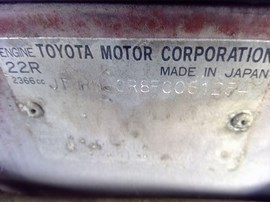 ENGINE TOYOTA MOTOR CORPORATION
22R MADE IN JAPAN
2366cc